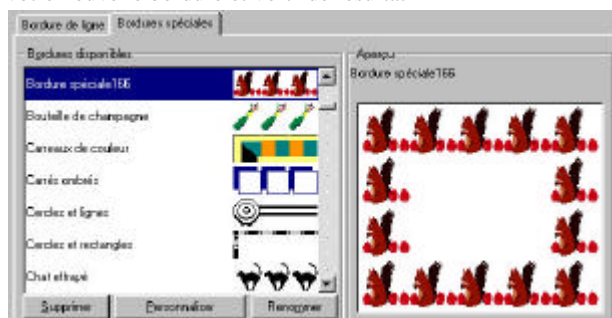 Bordure de ligne
Bordures spéciales
Bordures disponibles
Bordure spéciale166
Bouteille de champagne
Carreaux de couleur
Carrés ombrés
Cercles et lignes
Cercles et rectangles
Chat effrayé
Supprimer
Personnaliser
Renommer
Aperçu
Bordure spéciale166